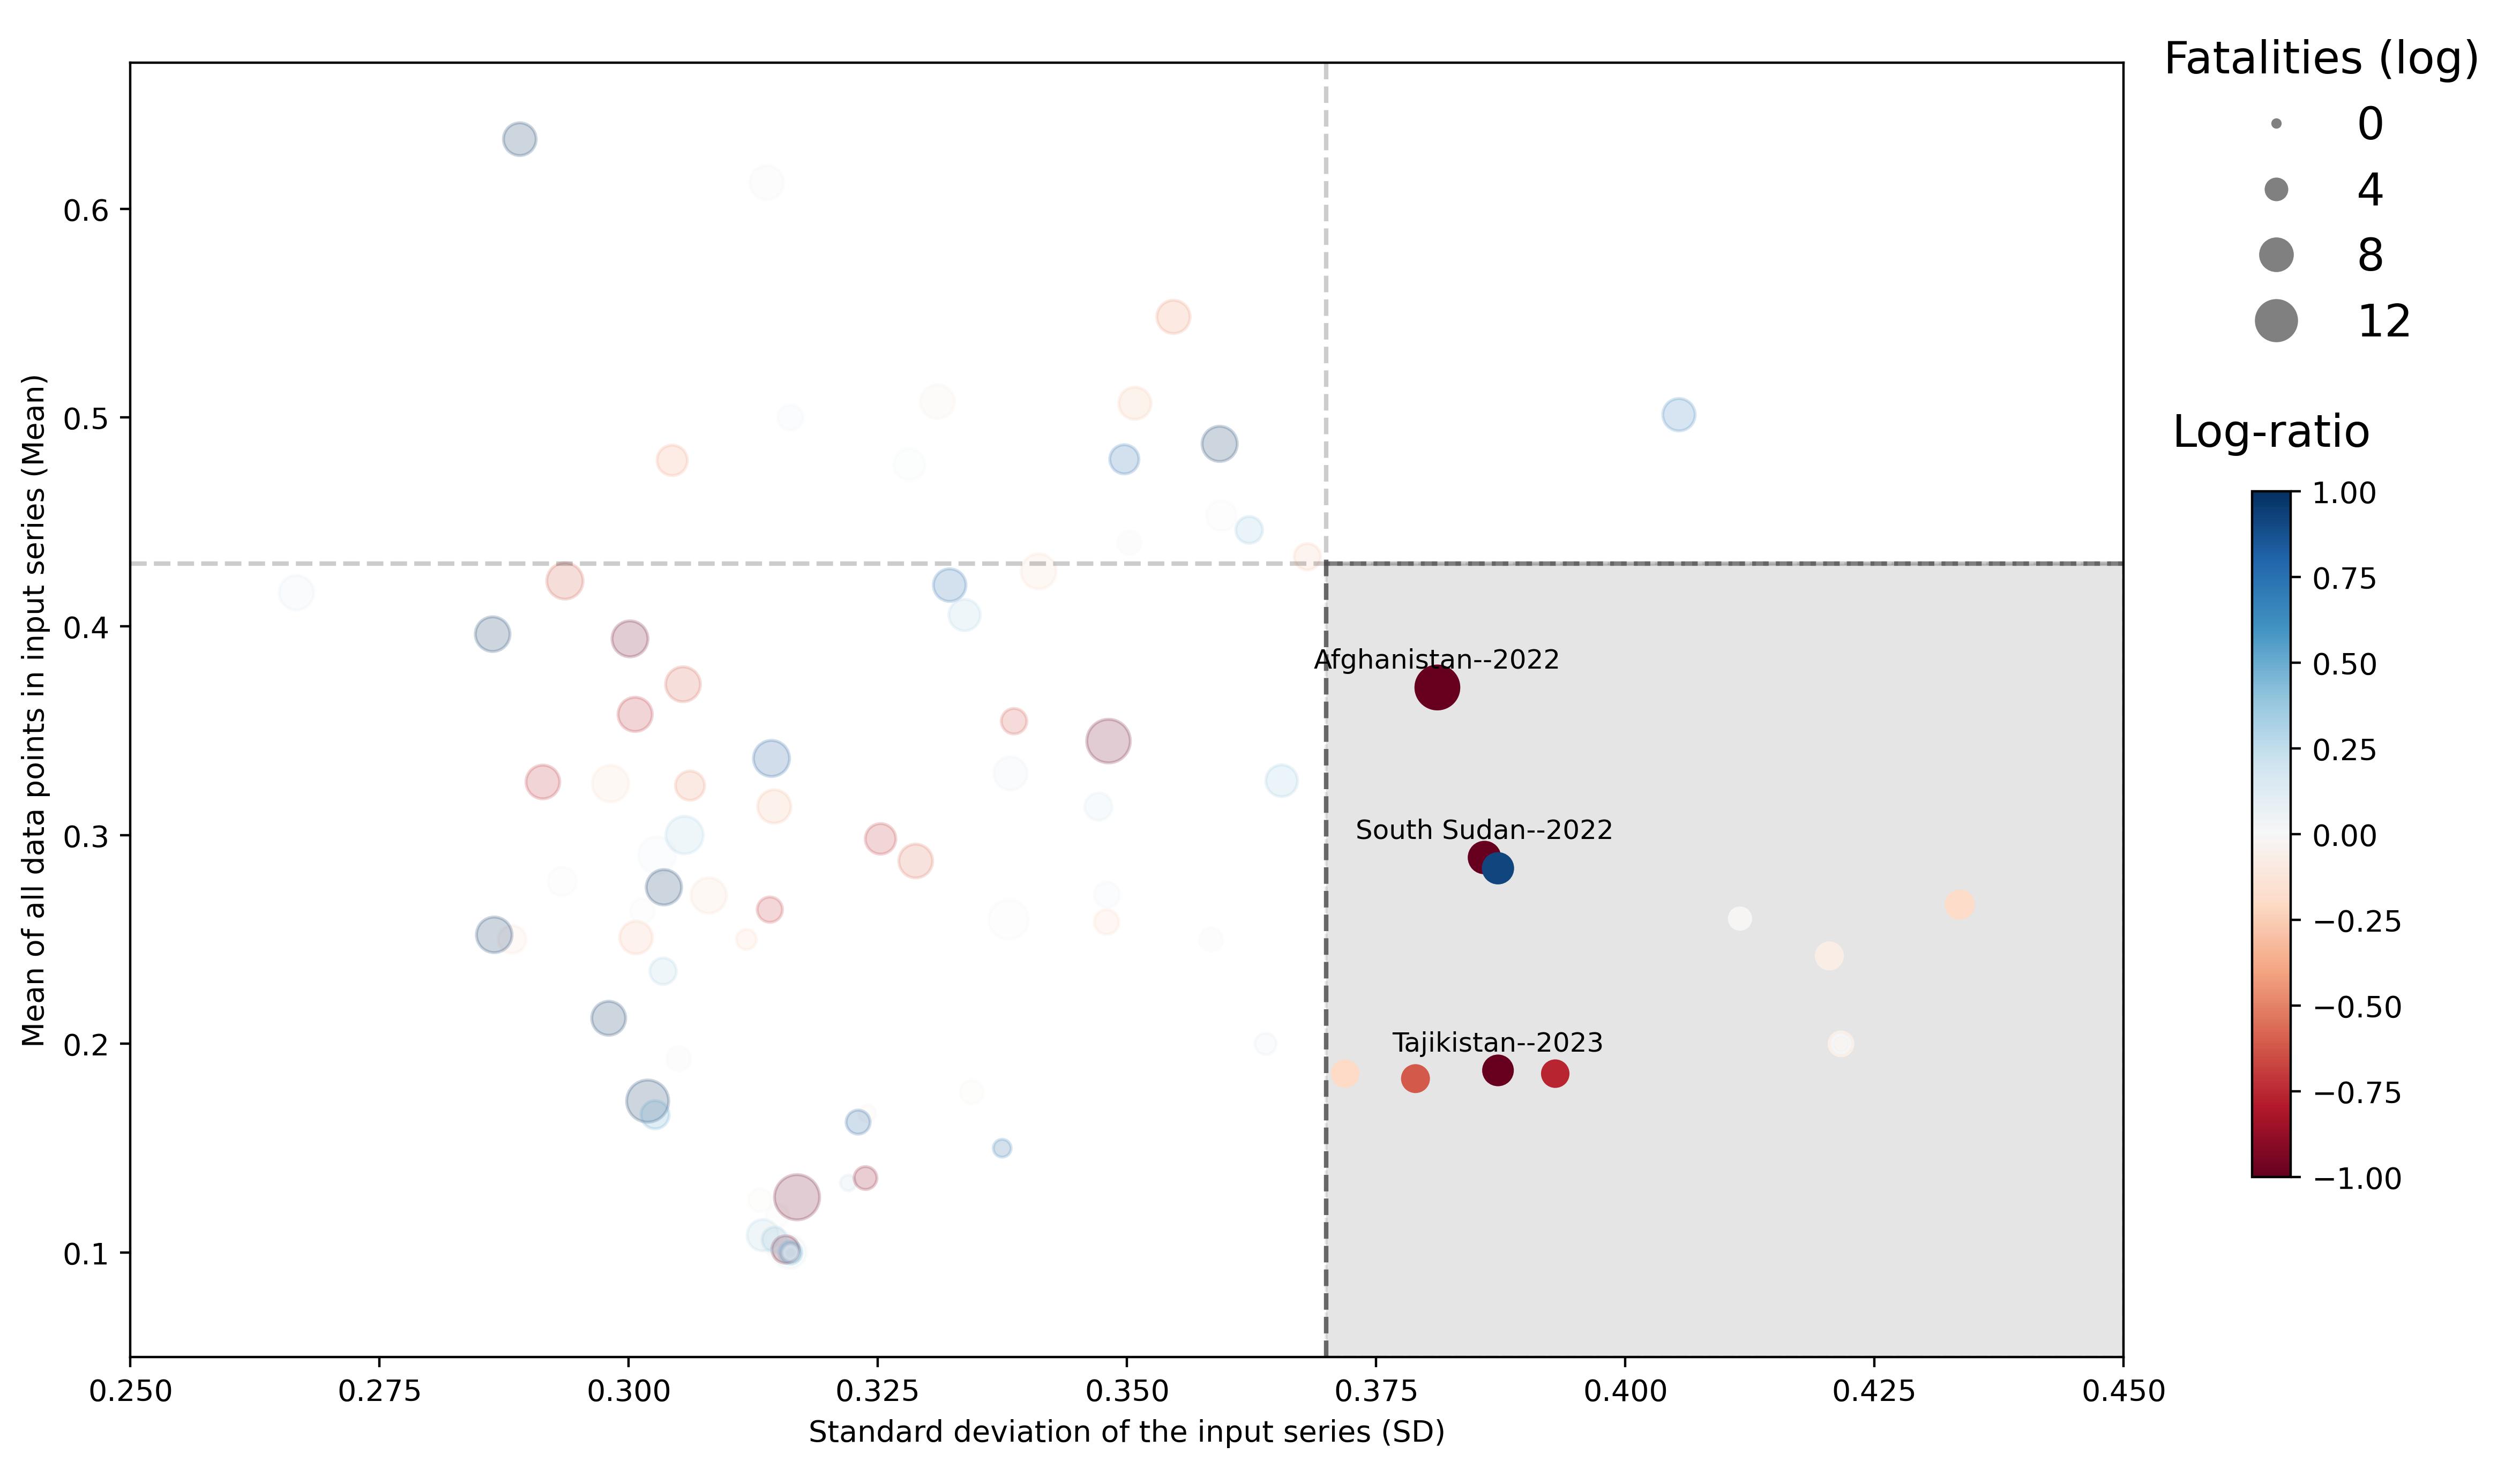 Fatalities (log)
0
4
8
12
Log-ratio
1.00
0.75
0.50
0.25
0.00
−0.25
−0.50
−0.75
−1.00
Mean of all data points in input series (Mean)
0.6
0.5
0.4
0.3
0.2
0.1
Afghanistan--2022
South Sudan--2022
Tajikistan--2023
0.250 0.275 0.300 0.325 0.350 0.375 0.400 0.425 0.450
Standard deviation of the input series (SD)